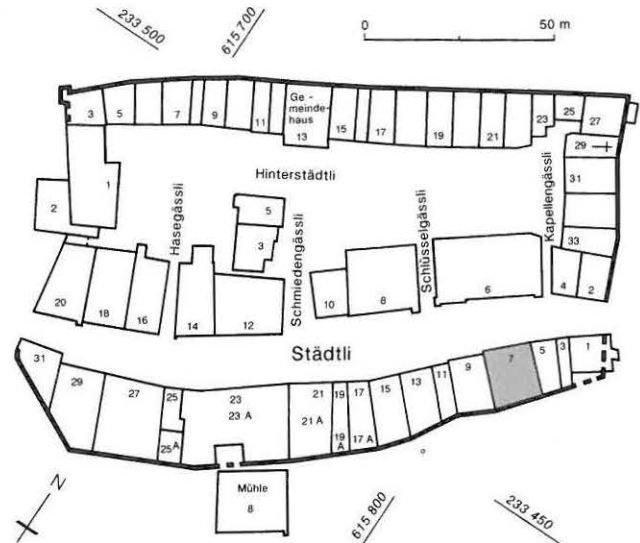 233 500
615 700
0 50 m
3 5 7 9 11
Ge -
meinde-
haus
13
15 17 19 21 23 25 27
29
31
33
1
2
Hinterstädtli
5
3
Hasegässli
Schmiedengässli
Schlüsselgässli
Kapellengässli
20 18 16 14 12 10 8 6 4 2
Städtli
31 29 27 25 23 21 19 17 15 13 11 9 7 5 3 1
25 A 23 A 21 A 19 A 17 A
Mühle
8
N
615 800
233 450